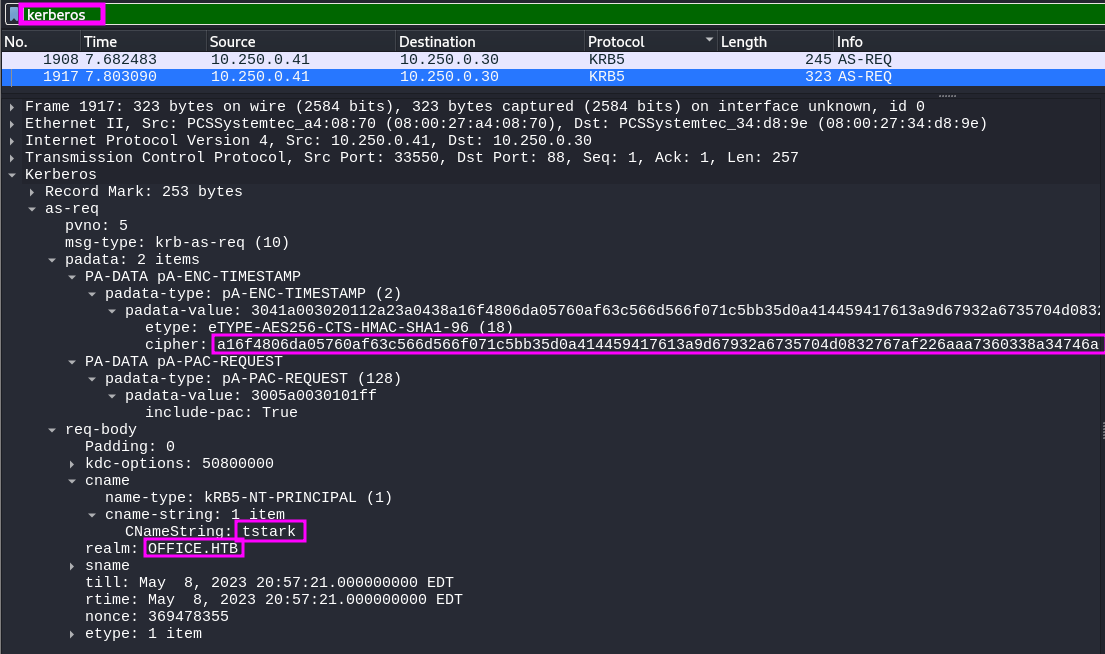 kerberos
No. Time Source Destination Protocol Length Info
1908 7.682483 10.250.0.41 10.250.0.30 KRB5 245 AS-REQ
1917 7.803090 10.250.0.41 10.250.0.30 KRB5 323 AS-REQ
Frame 1917: 323 bytes on wire (2584 bits), 323 bytes captured (2584 bits) on interface unknown, id 0
Ethernet II, Src: PCSSystemtec_a4:08:70 (08:00:27:a4:08:70), Dst: PCSSystemtec_34:d8:9e (08:00:27:34:d8:9e)
Internet Protocol Version 4, Src: 10.250.0.41, Dst: 10.250.0.30
Transmission Control Protocol, Src Port: 33550, Dst Port: 88, Seq: 1, Ack: 1, Len: 257
Kerberos
Record Mark: 253 bytes
as-req
pvno: 5
msg-type: krb-as-req (10)
padata: 2 items
PA-DATA pA-ENC-TIMESTAMP
padata-type: pA-ENC-TIMESTAMP (2)
padata-value: 3041a003020112a23a0438a16f4806da05760af63c566d566f071c5bb35d0a414459417613a9d67932a6735704d0832
etype: eTYPE-AES256-CTS-HMAC-SHA1-96 (18)
cipher: a16f4806da05760af63c566d566f071c5bb35d0a414459417613a9d67932a6735704d0832767af226aaa7360338a34746a
PA-DATA pA-PAC-REQUEST
padata-type: pA-PAC-REQUEST (128)
padata-value: 3005a0030101ff
include-pac: True
req-body
Padding: 0
kdc-options: 50800000
cname
name-type: kRB5-NT-PRINCIPAL (1)
cname-string: 1 item
CNameString: tstark
realm: OFFICE.HTB
sname
till: May  8, 2023 20:57:21.000000000 EDT
rtime: May  8, 2023 20:57:21.000000000 EDT
nonce: 369478355
etype: 1 item